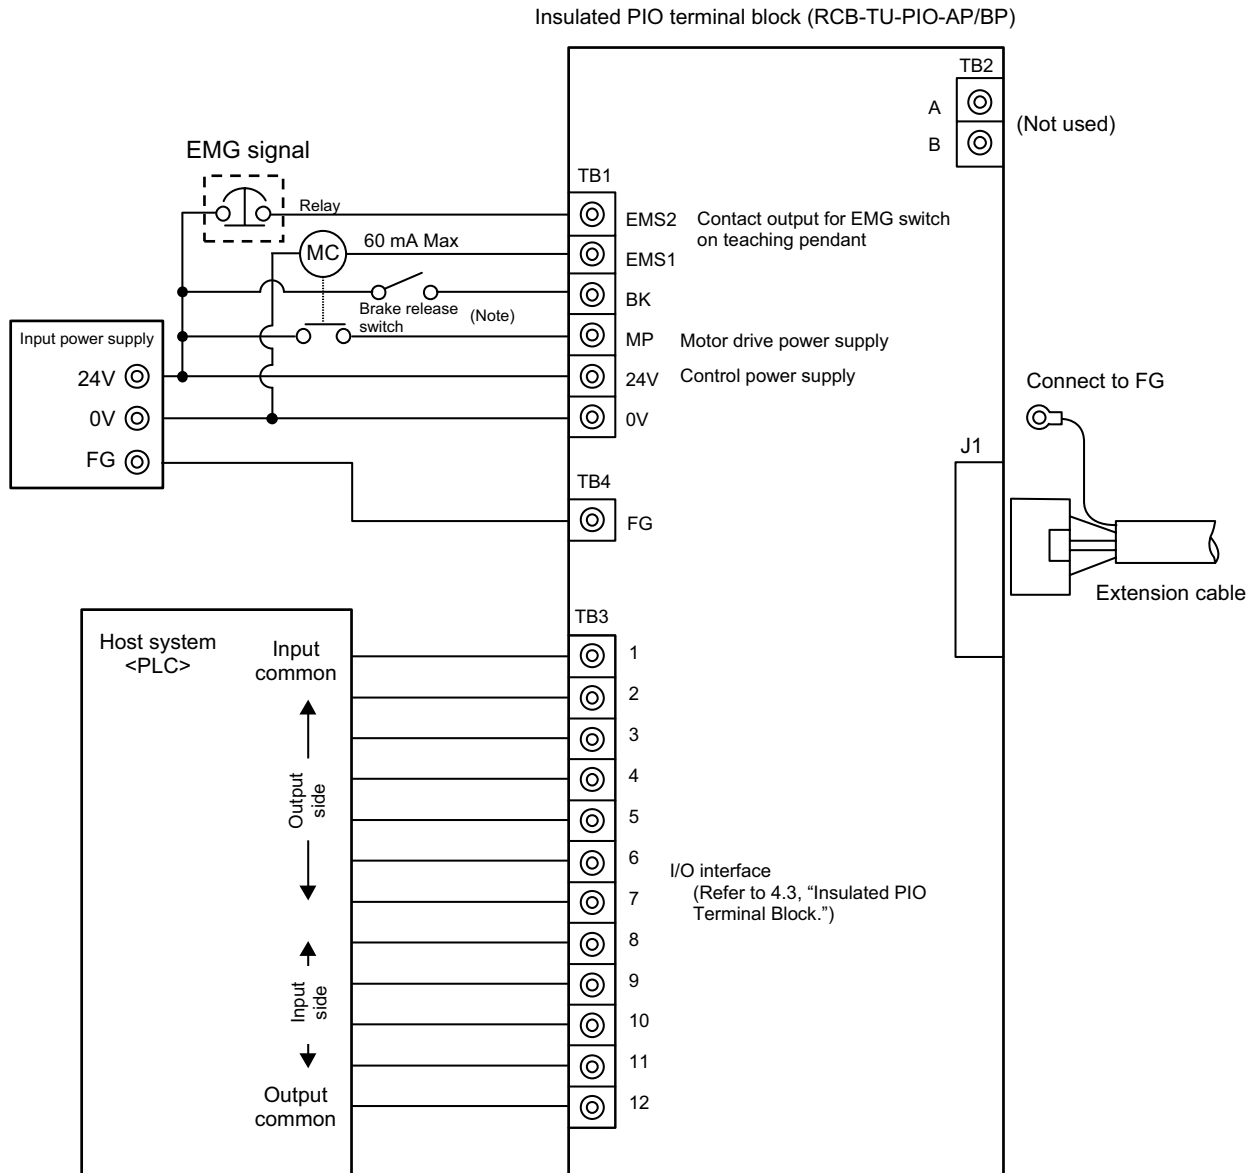 Insulated PIO terminal block (RCB-TU-PIO-AP/BP)
TB2
A
B
(Not used)
EMG signal
TB1
Relay
EMS2
Contact output for EMG switch
on teaching pendant
MC
60 mA Max
EMS1
BK
Brake release
switch
(Note)
MP
Motor drive power supply
Input power supply
24V
24V
Control power supply
0V
0V
FG
Connect to FG
J1
TB4
FG
Extension cable
Host system
<PLC>
Input
common
Output
side
Input
side
Output
common
TB3
1
2
3
4
5
6
7
8
9
10
11
12
I/O interface
(Refer to 4.3, “Insulated PIO
Terminal Block.”)